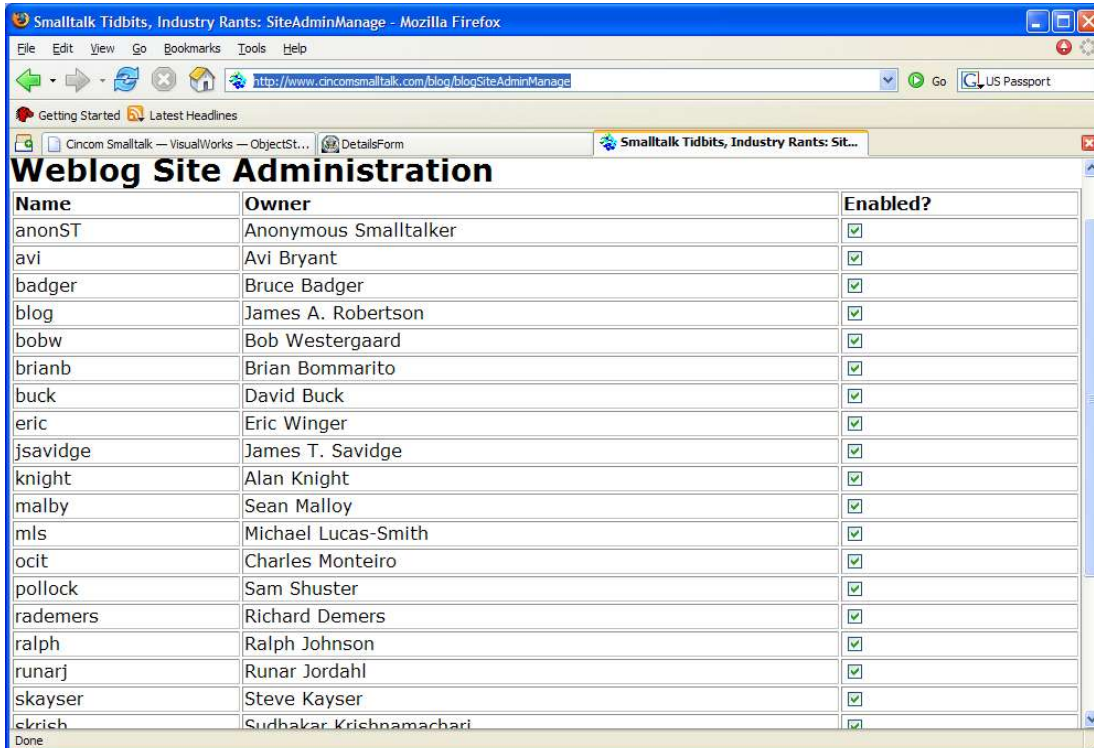 Smalltalk Tidbits, Industry Rants: SiteAdminManage - Mozilla Firefox
File Edit View Go Bookmarks Tools Help
http://www.cincomsmalltalk.com/blog/blogSiteAdminManage Go G US Passport
Getting Started Latest Headlines
Cincom Smalltalk — VisualWorks — ObjectSt... DetailsForm Smalltalk Tidbits, Industry Rants: Sit...
Weblog Site Administration
Name Owner Enabled?
anonST Anonymous Smalltalker
avi Avi Bryant
badger Bruce Badger
blog James A. Robertson
bobw Bob Westergaard
brianb Brian Bommarito
buck David Buck
eric Eric Winger
jsavidge James T. Savidge
knight Alan Knight
malby Sean Malloy
mls Michael Lucas-Smith
ocit Charles Monteiro
pollock Sam Shuster
rademers Richard Demers
ralph Ralph Johnson
runarj Runar Jordahl
skayser Steve Kayser
skrish Sudhakar Krishnamachari
Done